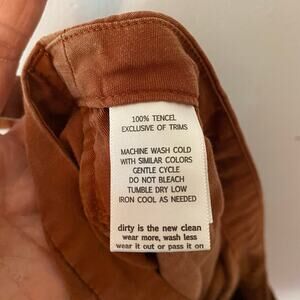 100% TENCEL
EXCLUSIVE OF TRIMS
MACHINE WASH COLD
WITH SIMILAR COLORS
GENTLE CYCLE
DO NOT BLEACH
TUMBLE DRY LOW
IRON COOL AS NEEDED
dirty is the new clean
wear more, wash less
wear it out or pass it on